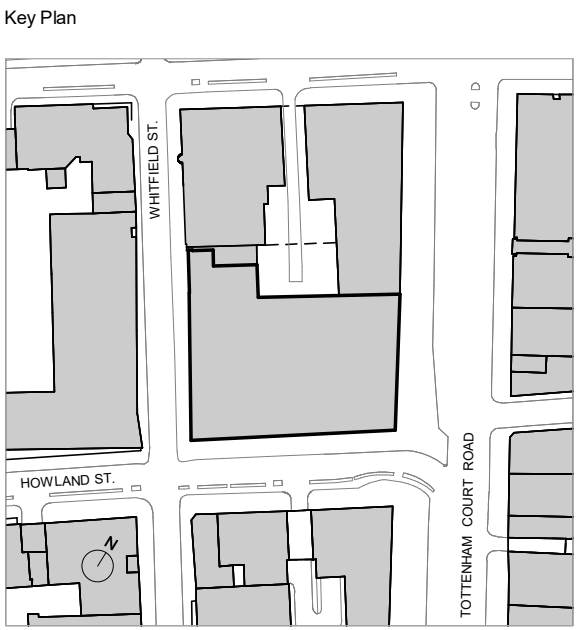 Key Plan
WHITFIELD ST.
HOWLAND ST.
TOTTENHAM COURT ROAD
N